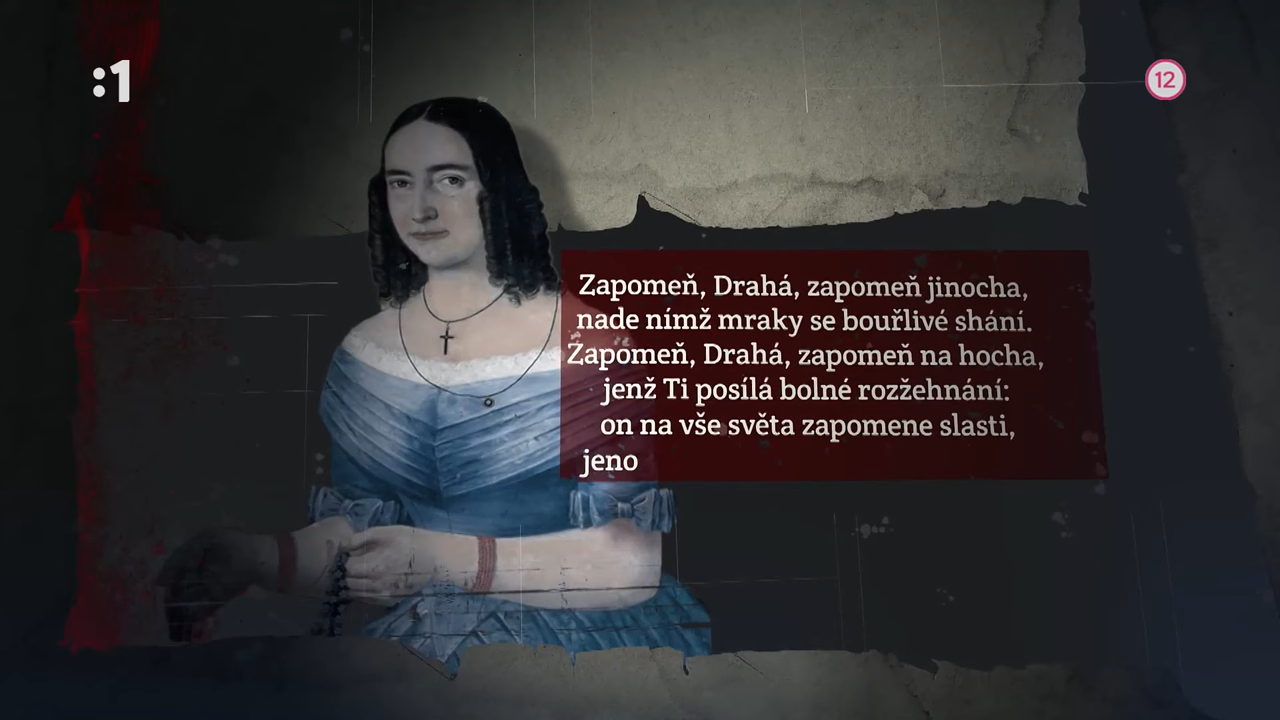 :1
12
Zapomeň, Drahá, zapomeň jinocha,
nade nímž mraky se bouřlivé shání.
Zapomeň, Drahá, zapomeň na hocha,
jenž Ti posílá bolné rozžehnání:
on na vše světa zapomene slasti,
jeno